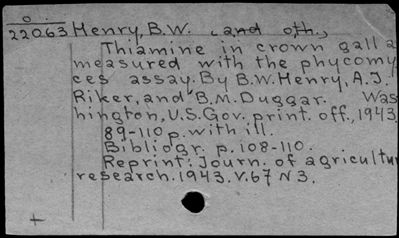 o
22063 Henry, B.W. (and oth.,
Thiamine in crown gall a
measured with the phycomy
ces assay. By B.W. Henry, A.J.
Riker, and B.M. Duggar. Was
hington, U.S. Gov. print. off., 1943
89-110 p. with ill.
Bibliogr. p. 108-110.
Reprint: Journ. of agricultur
research. 1943. V.67 N 3.
+